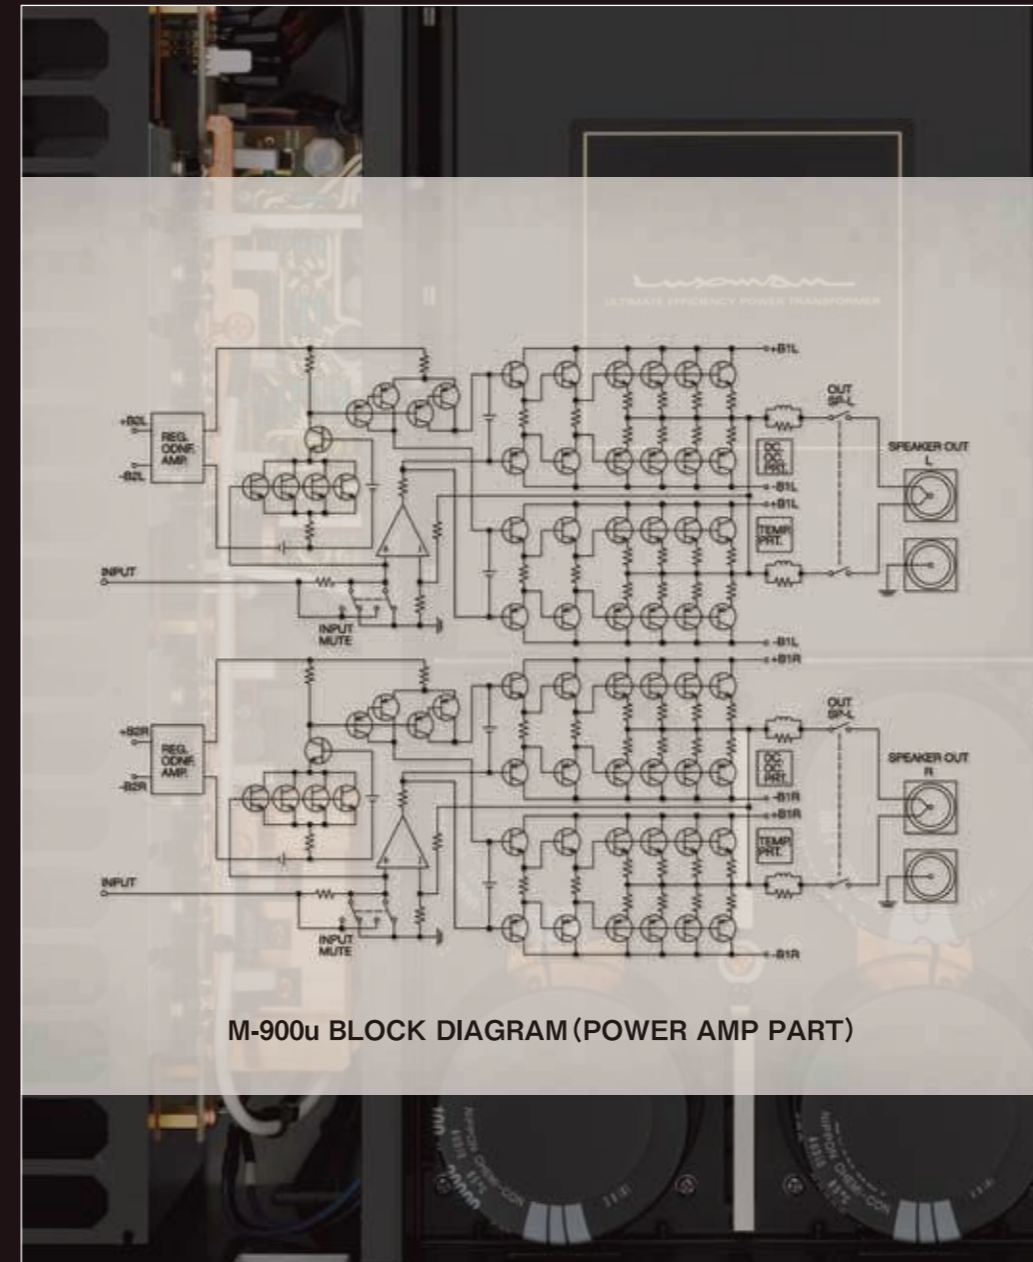 Luxman
ULTIMATE EFFICIENCY POWER TRANSFORMER
+B1L
OUT
SP-L
+B2L
REG.
ODNF.
AMP.
-B2L
OC.
DC.
PRT.
SPEAKER OUT
L
-B1L
+B1L
TEMP.
PRT.
INPUT
INPUT
MUTE
-B1L
+B1R
OUT
SP-L
+B2R
REG.
ODNF.
AMP.
-B2R
OC.
DC.
PRT.
SPEAKER OUT
R
-B1R
+B1R
TEMP.
PRT.
INPUT
INPUT
MUTE
-B1R
M-900u BLOCK DIAGRAM (POWER AMP PART)
NIPPON CHEMI-CON
NIPPON CHEMI-CON